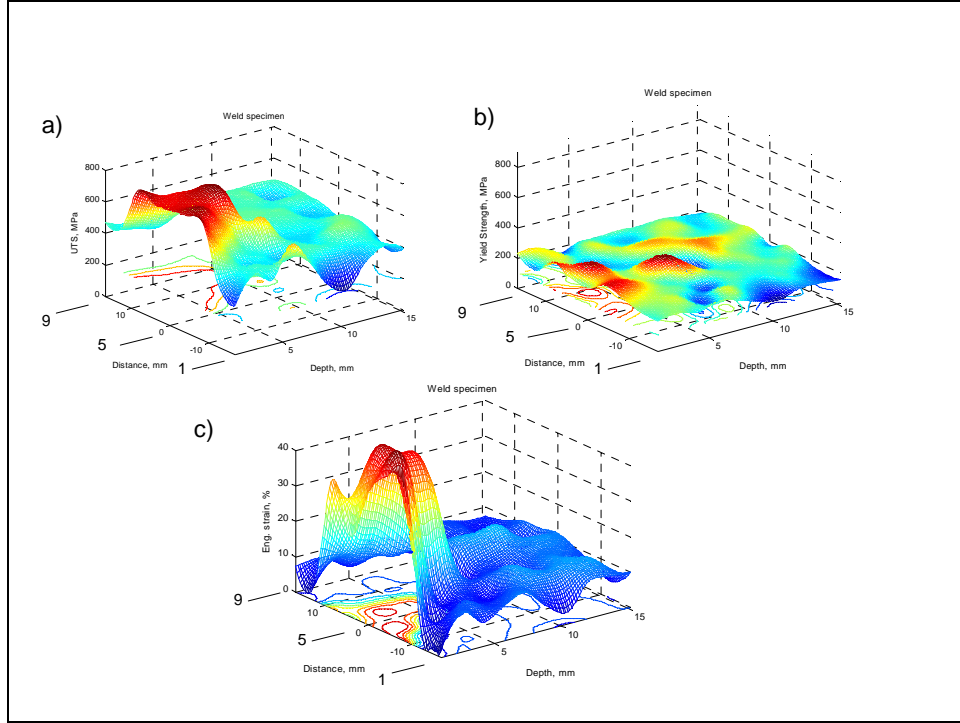 a)
Weld specimen
UTS, MPa
800
600
400
200
0
10
0
-10
5
10
15
9
5
1
Distance, mm
Depth, mm
b)
Weld specimen
Yield Strength, MPa
800
600
400
200
0
10
0
-10
5
10
15
9
5
1
Distance, mm
Depth, mm
c)
Weld specimen
Eng. strain, %
40
30
20
10
0
10
0
-10
5
10
15
9
5
1
Distance, mm
Depth, mm